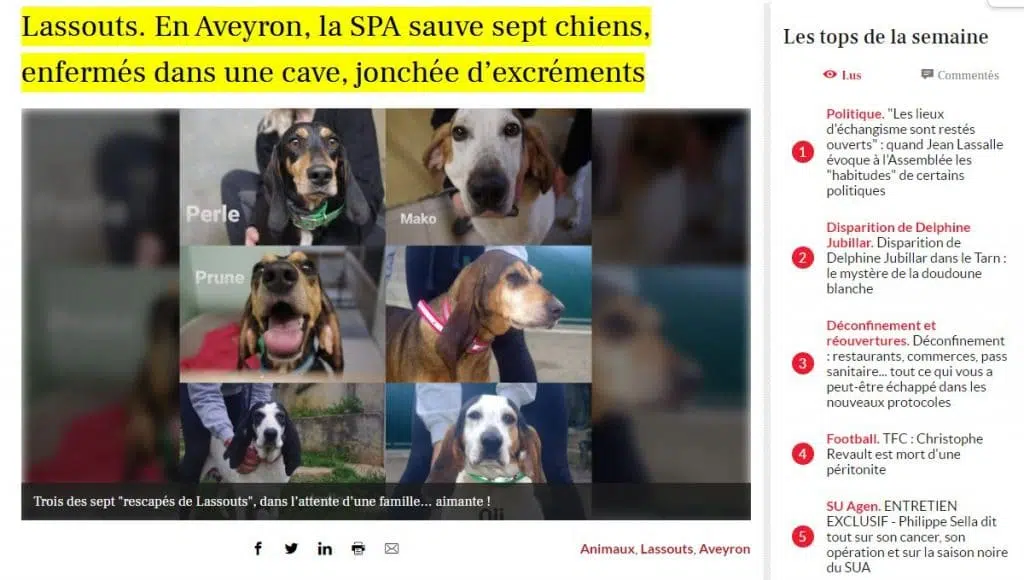 Lassouts. En Aveyron, la SPA sauve sept chiens,
enfermés dans une cave, jonchée d'excréments
Perle
Mako
Prune
Trois des sept "rescapés de Lassouts", dans l'attente d'une famille... aimante !
Animaux, Lassouts, Aveyron
Les tops de la semaine
Lus
Commentés
1
Politique. "Les lieux
d'échangisme sont restés
ouverts" : quand Jean Lassalle
évoque à l'Assemblée les
"habitudes" de certains
politiques
2
Disparition de Delphine
Jubillar. Disparition de
Delphine Jubillar dans le Tarn :
le mystère de la doudoune
blanche
3
Déconfinement et
réouvertures. Déconfinement
: restaurants, commerces, pass
sanitaire... tout ce qui vous a
peut-être échappé dans les
nouveaux protocoles
4
Football. TFC : Christophe
Revault est mort d'une
péritonite
5
SU Agen. ENTRETIEN
EXCLUSIF - Philippe Sella dit
tout sur son cancer, son
opération et sur la saison noire
du SUA